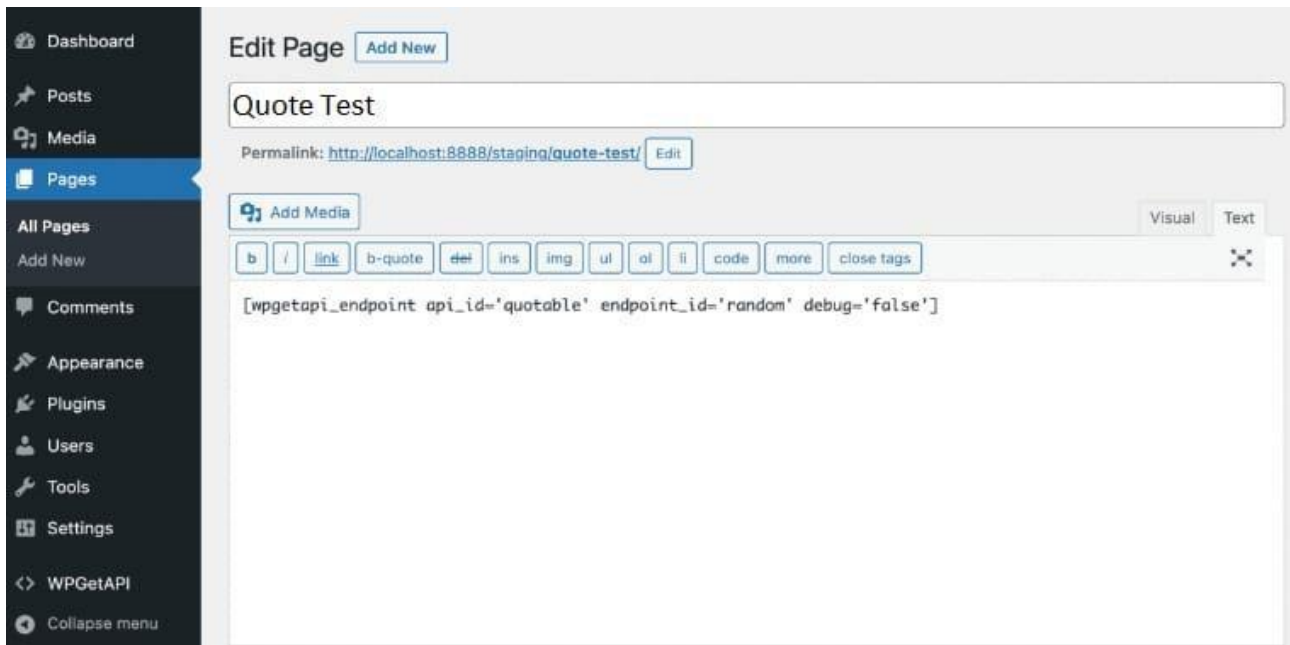 Dashboard
Posts
Media
Pages
All Pages
Add New
Comments
Appearance
Plugins
Users
Tools
Settings
WPGetAPI
Collapse menu
Edit Page Add New
Quote Test
Permalink: http://localhost:8888/staging/quote-test/ Edit
Add Media
Visual Text
b i link b-quote del ins img ul ol li code more close tags
[wpgetapi_endpoint api_id='quotable' endpoint_id='random' debug='false']